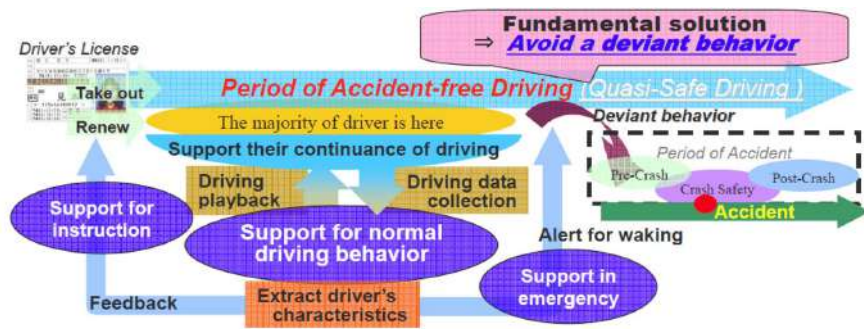 Fundamental solution
⇒ Avoid a deviant behavior
Driver's License
Take out
Renew
Period of Accident-free Driving (Quasi-Safe Driving )
The majority of driver is here
Support their continuance of driving
Deviant behavior
Period of Accident
Pre-Crash
Crash Safety
Post-Crash
Accident
Driving
playback
Driving data
collection
Support for
instruction
Support for normal
driving behavior
Alert for waking
Support in
emergency
Feedback
Extract driver's
characteristics